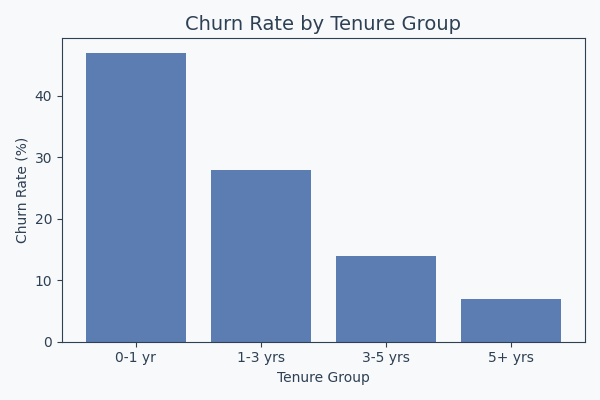 Churn Rate by Tenure Group
Churn Rate (%)
40
30
20
10
0
0-1 yr
1-3 yrs
3-5 yrs
5+ yrs
Tenure Group